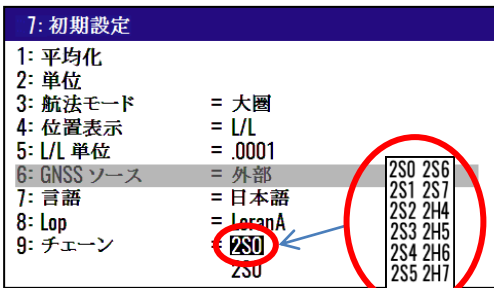 7: 初期設定
1: 平均化
2: 単位
3: 航法モード = 大圏
4: 位置表示 = L/L
5: L/L 単位 = .0001
6: GNSS ソース = 外部
7: 言語 = 日本語
8: Lop = LoranA
9: チェーン = 2S0
2S0
2S0 2S6
2S1 2S7
2S2 2H4
2S3 2H5
2S4 2H6
2S5 2H7